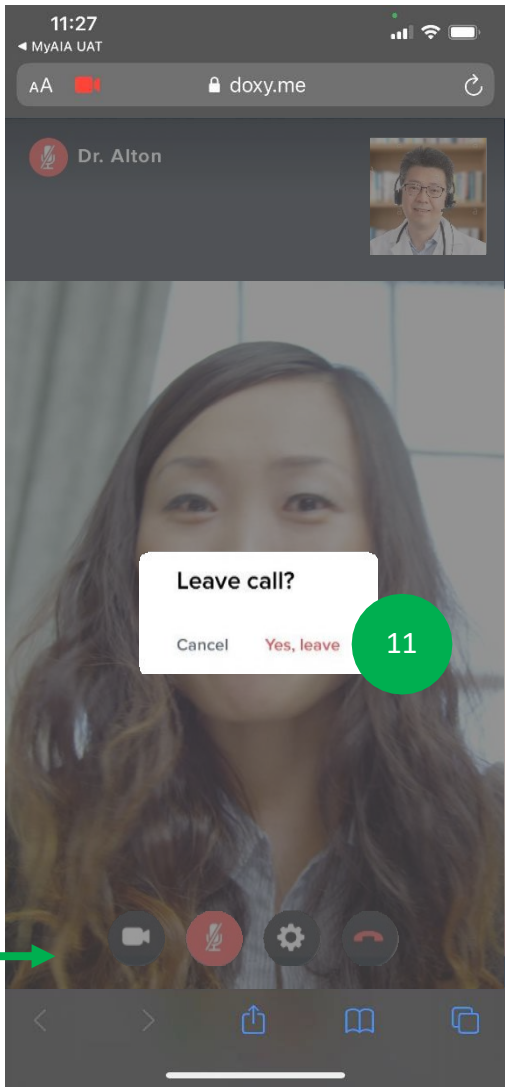 11:27
◀ MyAIA UAT
AA doxy.me
Dr. Alton
Leave call?
Cancel Yes, leave
11